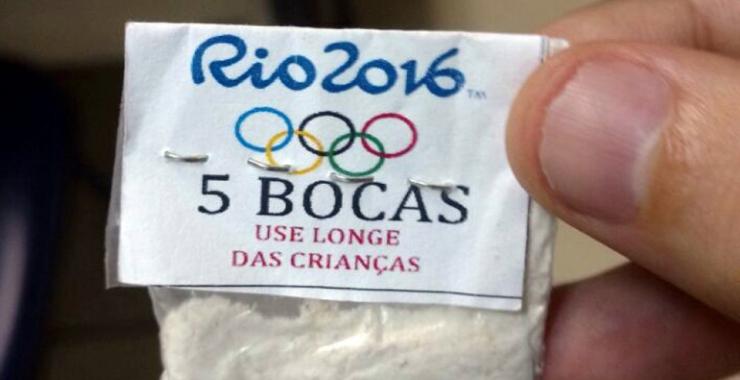 Rio2016
TM
5 BOCAS
USE LONGE
DAS CRIANÇAS